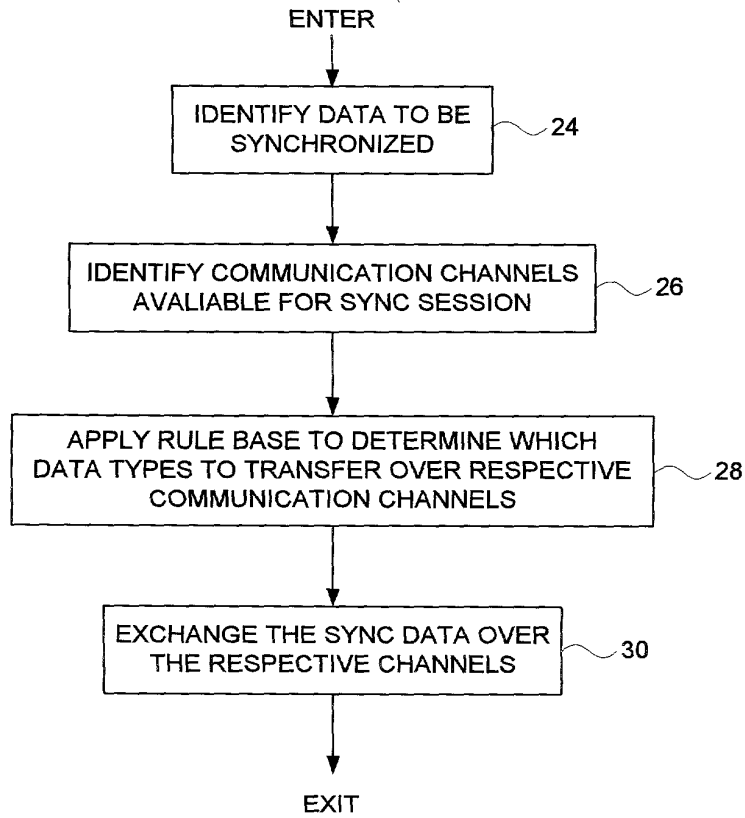 ENTER
IDENTIFY DATA TO BE
SYNCHRONIZED
24
IDENTIFY COMMUNICATION CHANNELS
AVALIABLE FOR SYNC SESSION
26
APPLY RULE BASE TO DETERMINE WHICH
DATA TYPES TO TRANSFER OVER RESPECTIVE
COMMUNICATION CHANNELS
28
EXCHANGE THE SYNC DATA OVER
THE RESPECTIVE CHANNELS
30
EXIT